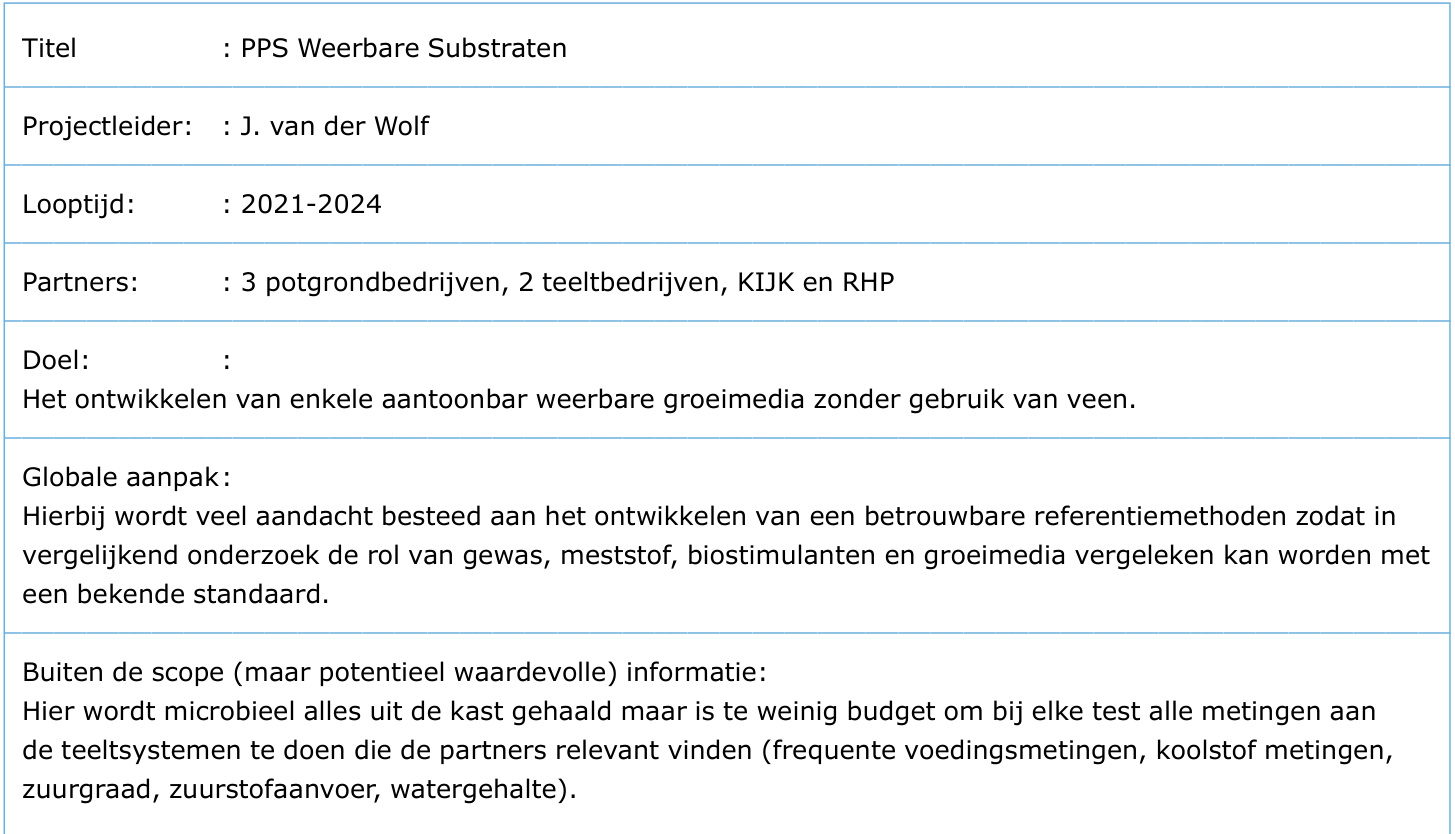 Titel : PPS Weerbare Substraten
Projectleider: : J. van der Wolf
Looptijd: : 2021-2024
Partners: : 3 potgrondbedrijven, 2 teeltbedrijven, KIJK en RHP
Doel: :
Het ontwikkelen van enkele aantoonbar weerbare groeimedia zonder gebruik van veen.
Globale aanpak:
Hierbij wordt veel aandacht besteed aan het ontwikkelen van een betrouwbare referentiemethoden zodat in
vergelijkend onderzoek de rol van gewas, meststof, biostimulanten en groeimedia vergeleken kan worden met
een bekende standaard.
Buiten de scope (maar potentieel waardevolle) informatie:
Hier wordt microbieel alles uit de kast gehaald maar is te weinig budget om bij elke test alle metingen aan
de teeltsystemen te doen die de partners relevant vinden (frequente voedingsmetingen, koolstof metingen,
zuurgraad, zuurstofaanvoer, watergehalte).